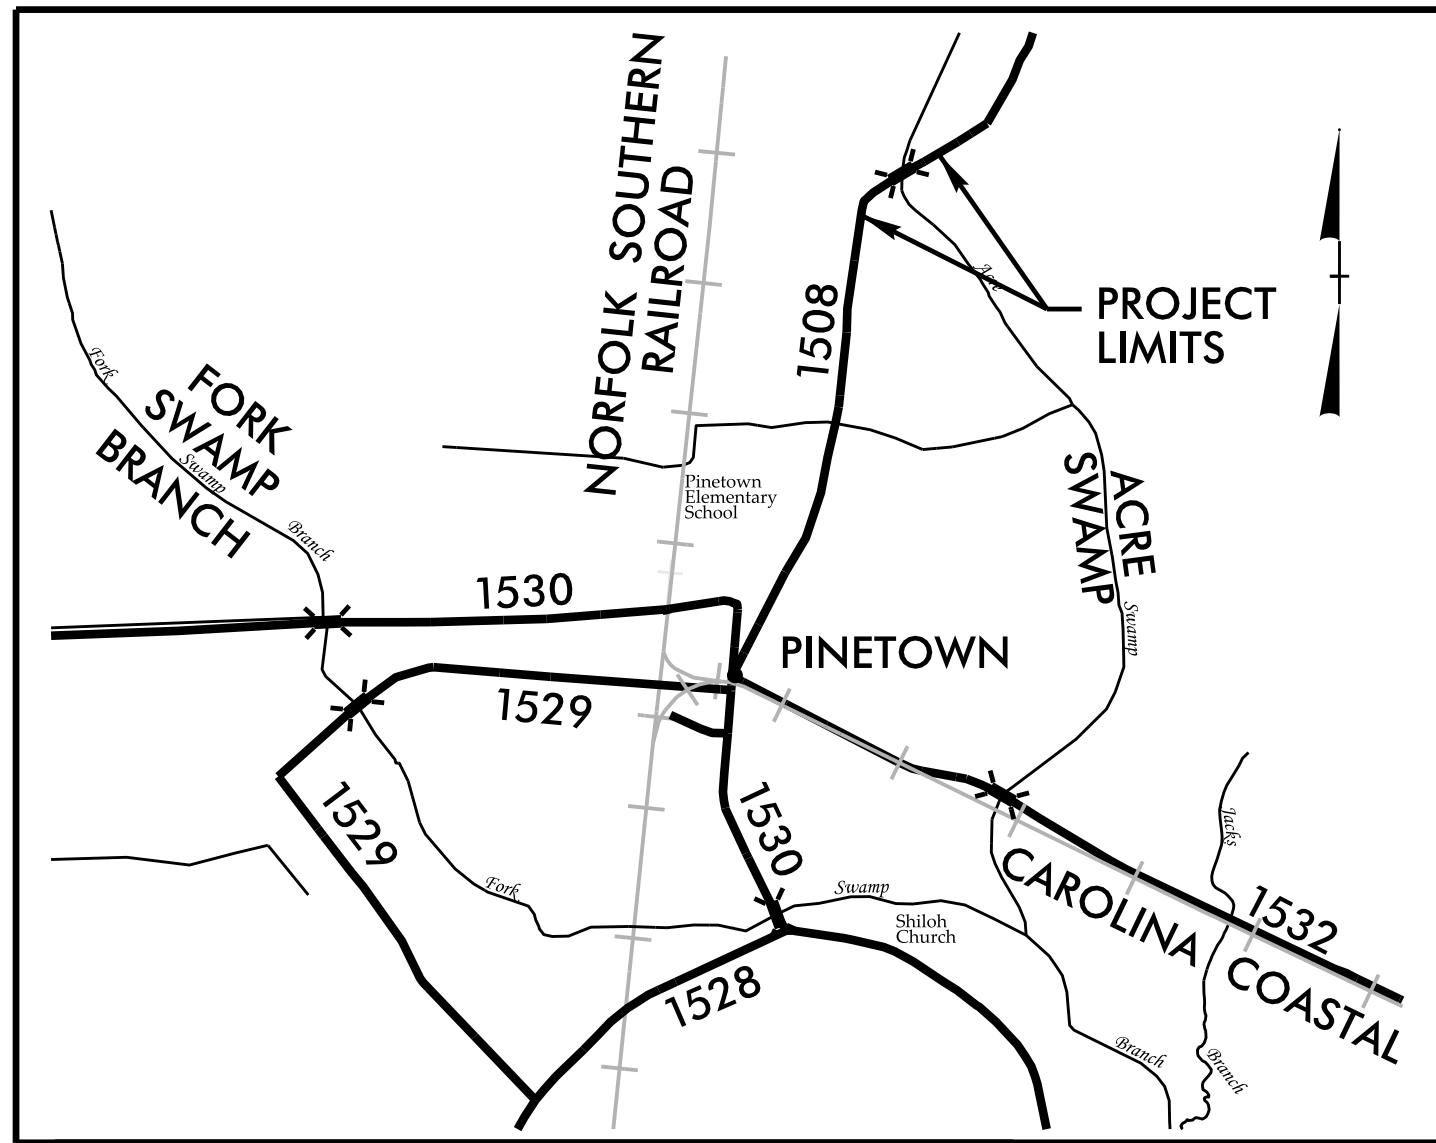 NORFOLK SOUTHERN
RAILROAD
1508
Acre
PROJECT
LIMITS
Fork
Swamp
Branch
FORK
SWAMP
BRANCH
Pinetown
Elementary
School
ACRE
SWAMP
Swamp
1530
PINETOWN
1529
1529
1530
Jacks
Fork
Swamp
Shiloh
Church
1532
CAROLINA COASTAL
1528
Branch
Branch